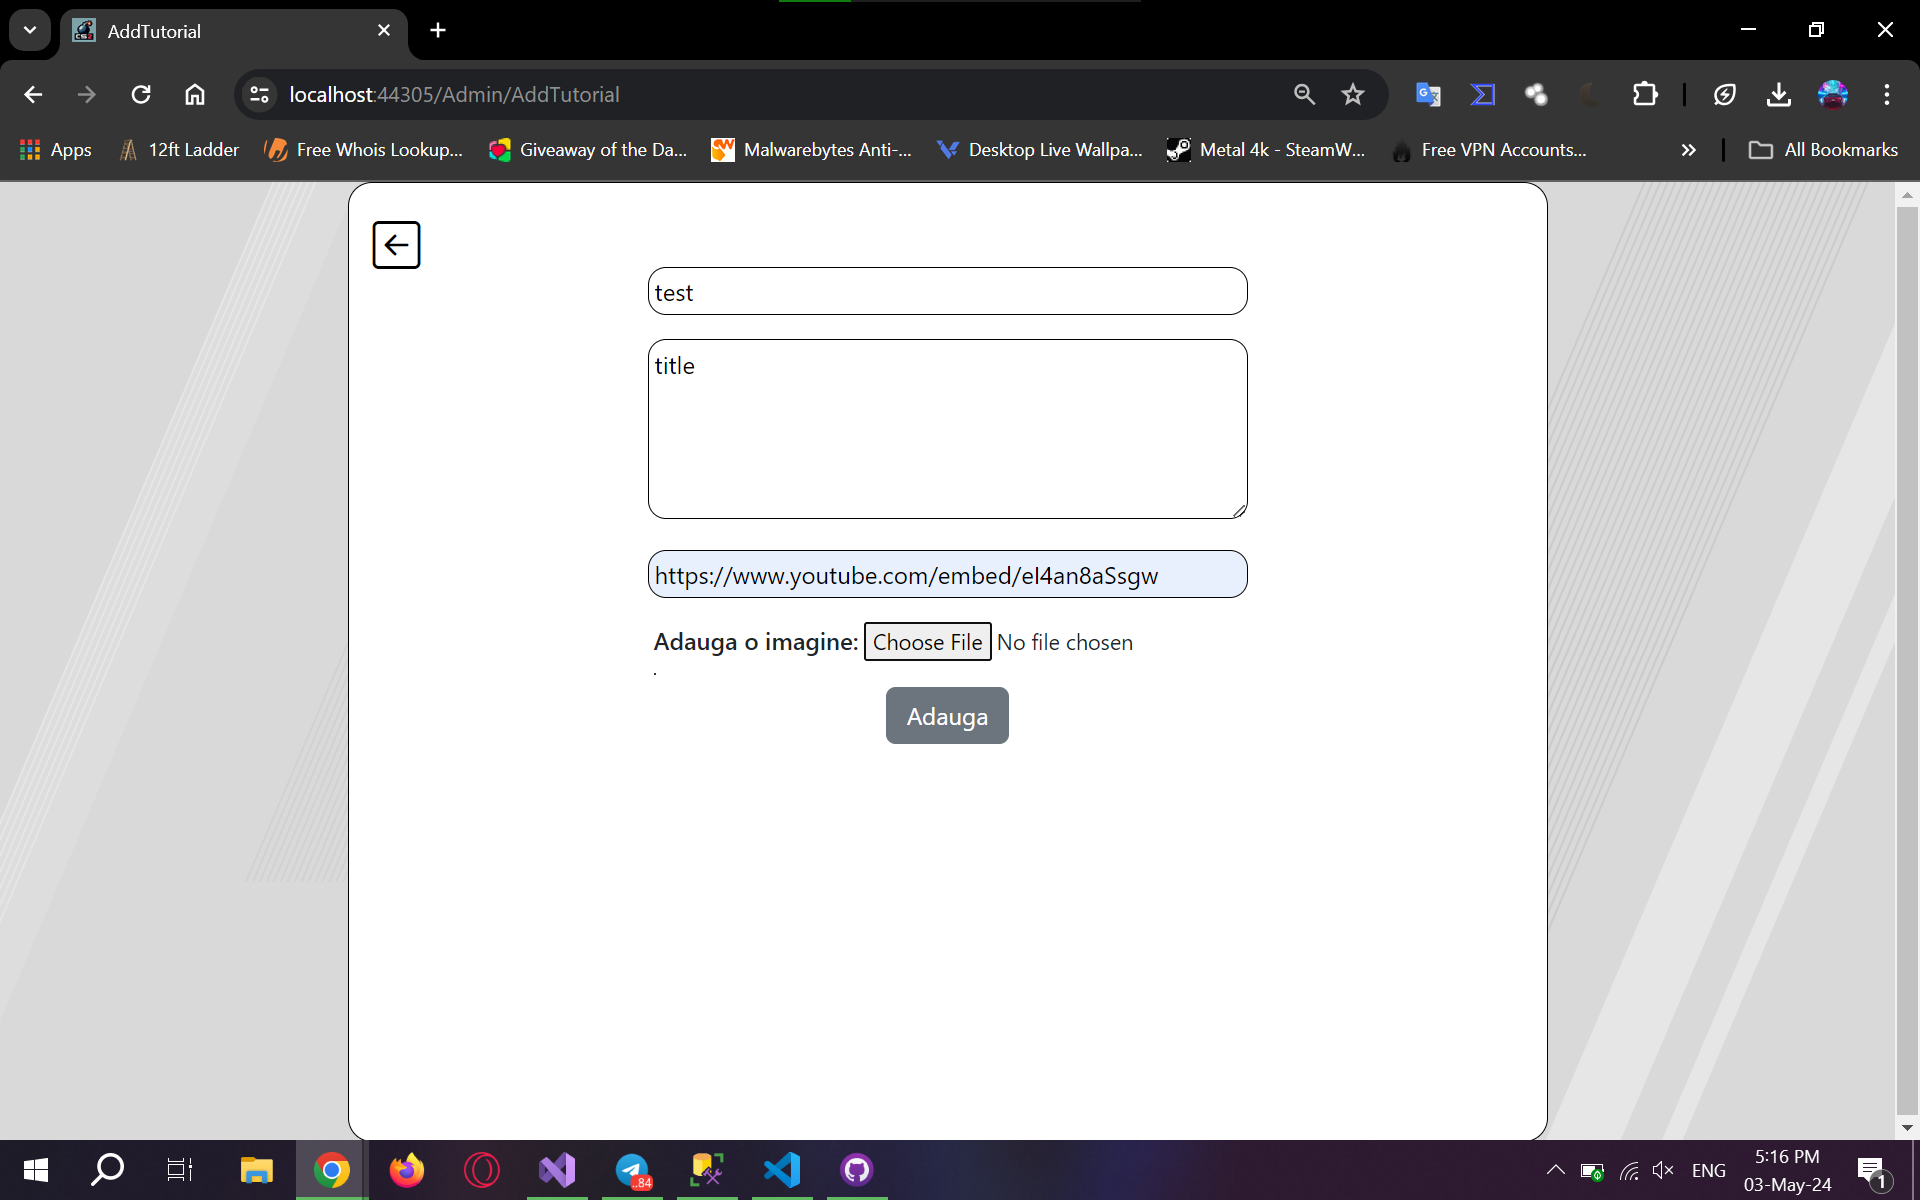 AddTutorial
localhost:44305/Admin/AddTutorial
Apps
12ft Ladder
Free Whois Lookup...
Giveaway of the Da...
Malwarebytes Anti-...
Desktop Live Wallpa...
Metal 4k - SteamW...
Free VPN Accounts...
All Bookmarks
test
title
https://www.youtube.com/embed/eI4an8aSsgw
Adauga o imagine: Choose File No file chosen
.
Adauga
..84
ENG
5:16 PM
03-May-24
1